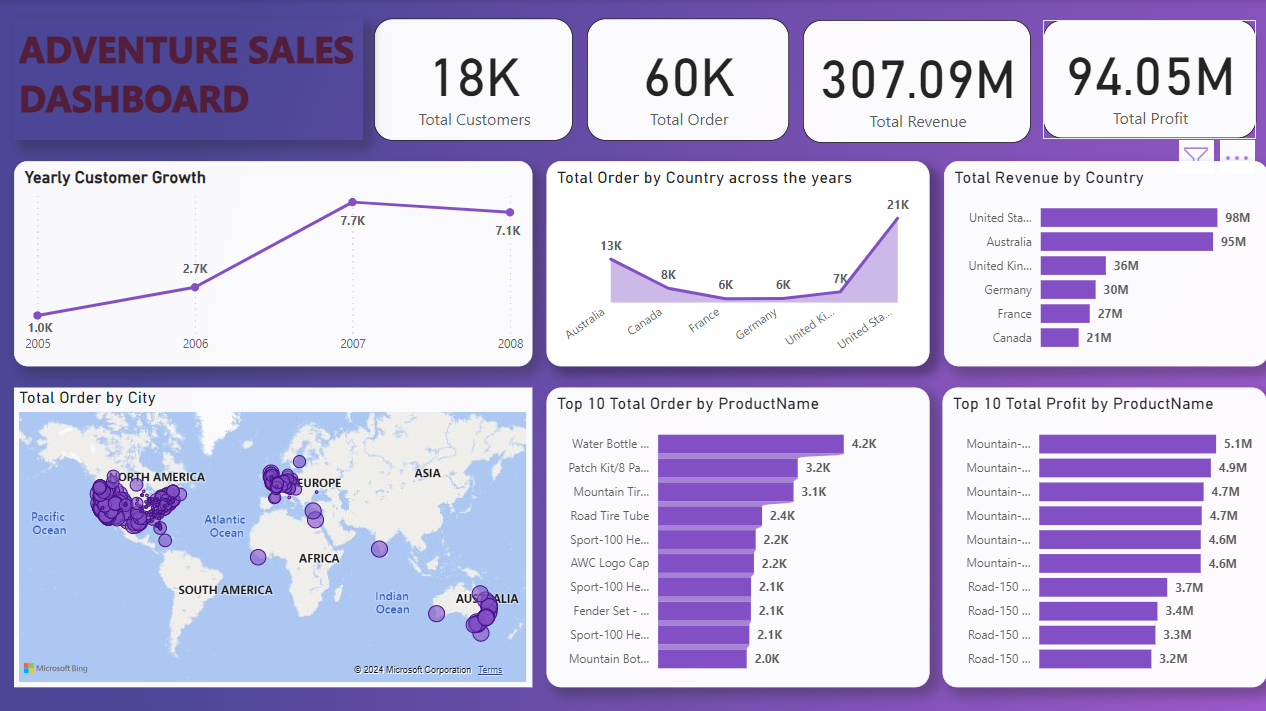 ADVENTURE SALES
DASHBOARD
18K
Total Customers
60K
Total Order
307.09M
Total Revenue
94.05M
Total Profit
Yearly Customer Growth
1.0K
2.7K
7.7K
7.1K
2005
2006
2007
2008
Total Order by Country across the years
13K
8K
6K
6K
7K
21K
Australia
Canada
France
Germany
United Ki...
United Sta...
Total Revenue by Country
United Sta... 98M
Australia 95M
United Kin... 36M
Germany 30M
France 27M
Canada 21M
Total Order by City
NORTH AMERICA
EUROPE
ASIA
Pacific
Ocean
Atlantic
Ocean
AFRICA
SOUTH AMERICA
Indian
Ocean
AUSTRALIA
Microsoft Bing
© 2024 Microsoft Corporation Terms
Top 10 Total Order by ProductName
Water Bottle ... 4.2K
Patch Kit/8 Pa... 3.2K
Mountain Tir... 3.1K
Road Tire Tube 2.4K
Sport-100 He... 2.2K
AWC Logo Cap 2.2K
Sport-100 He... 2.1K
Fender Set - ... 2.1K
Sport-100 He... 2.1K
Mountain Bot... 2.0K
Top 10 Total Profit by ProductName
Mountain-... 5.1M
Mountain-... 4.9M
Mountain-... 4.7M
Mountain-... 4.7M
Mountain-... 4.6M
Mountain-... 4.6M
Road-150 ... 3.7M
Road-150 ... 3.4M
Road-150 ... 3.3M
Road-150 ... 3.2M